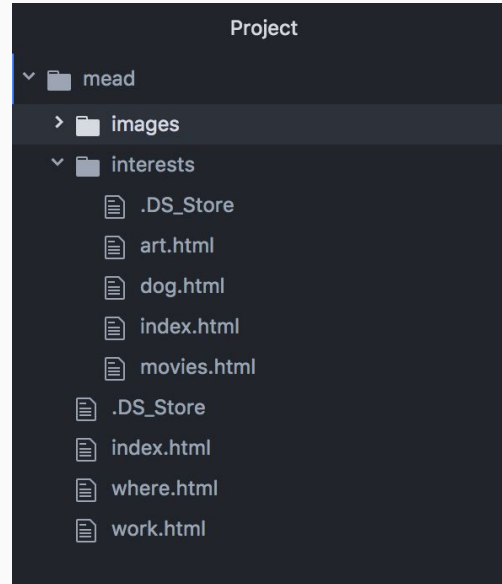 Project
mead
images
interests
.DS_Store
art.html
dog.html
index.html
movies.html
.DS_Store
index.html
where.html
work.html